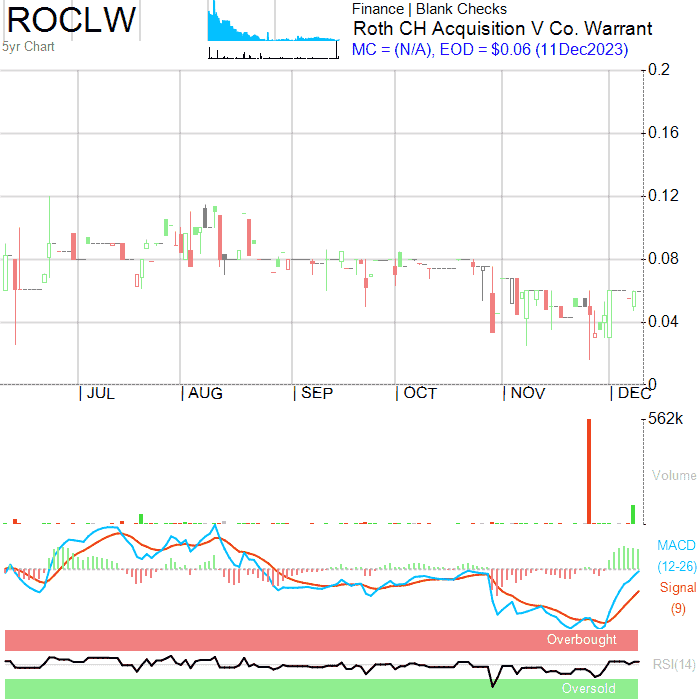 ROCLW
5yr Chart
Finance | Blank Checks
Roth CH Acquisition V Co. Warrant
MC = (N/A), EOD = $0.06 (11Dec2023)
0.2
0.16
0.12
0.08
0.04
0
| JUL | AUG | SEP | OCT | NOV | DEC
562k
Volume
MACD
(12-26)
Signal
(9)
Overbought
RSI(14)
Oversold